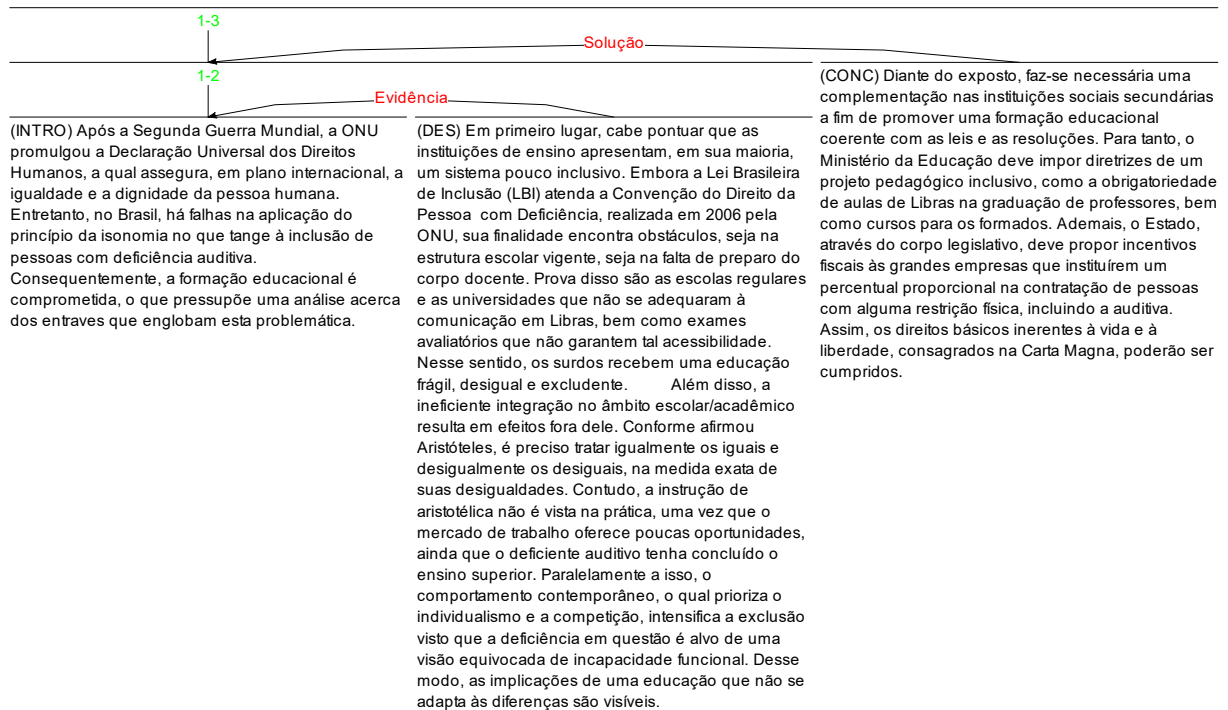 1-3
Solução
1-2
Evidência
(INTRO) Após a Segunda Guerra Mundial, a ONU
promulgou a Declaração Universal dos Direitos
Humanos, a qual assegura, em plano internacional, a
igualdade e a dignidade da pessoa humana.
Entretanto, no Brasil, há falhas na aplicação do
princípio da isonomia no que tange à inclusão de
pessoas com deficiência auditiva.
Consequentemente, a formação educacional é
comprometida, o que pressupõe uma análise acerca
dos entraves que englobam esta problemática.
(DES) Em primeiro lugar, cabe pontuar que as
instituições de ensino apresentam, em sua maioria,
um sistema pouco inclusivo. Embora a Lei Brasileira
de Inclusão (LBI) atenda a Convenção do Direito da
Pessoa  com Deficiência, realizada em 2006 pela
ONU, sua finalidade encontra obstáculos, seja na
estrutura escolar vigente, seja na falta de preparo do
corpo docente. Prova disso são as escolas regulares
e as universidades que não se adequaram à
comunicação em Libras, bem como exames
avaliatórios que não garantem tal acessibilidade.
Nesse sentido, os surdos recebem uma educação
frágil, desigual e excludente.       Além disso, a
ineficiente integração no âmbito escolar/acadêmico
resulta em efeitos fora dele. Conforme afirmou
Aristóteles, é preciso tratar igualmente os iguais e
desigualmente os desiguais, na medida exata de
suas desigualdades. Contudo, a instrução de
aristotélica não é vista na prática, uma vez que o
mercado de trabalho oferece poucas oportunidades,
ainda que o deficiente auditivo tenha concluído o
ensino superior. Paralelamente a isso, o
comportamento contemporâneo, o qual prioriza o
individualismo e a competição, intensifica a exclusão
visto que a deficiência em questão é alvo de uma
visão equivocada de incapacidade funcional. Desse
modo, as implicações de uma educação que não se
adapta às diferenças são visíveis.
(CONC) Diante do exposto, faz-se necessária uma
complementação nas instituições sociais secundárias
a fim de promover uma formação educacional
coerente com as leis e as resoluções. Para tanto, o
Ministério da Educação deve impor diretrizes de um
projeto pedagógico inclusivo, como a obrigatoriedade
de aulas de Libras na graduação de professores, bem
como cursos para os formados. Ademais, o Estado,
através do corpo legislativo, deve propor incentivos
fiscais às grandes empresas que instituírem um
percentual proporcional na contratação de pessoas
com alguma restrição física, incluindo a auditiva.
Assim, os direitos básicos inerentes à vida e à
liberdade, consagrados na Carta Magna, poderão ser
cumpridos.